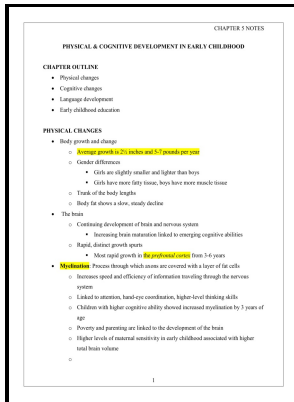 CHAPTER 5 NOTES
PHYSICAL & COGNITIVE DEVELOPMENT IN EARLY CHILDHOOD
CHAPTER OUTLINE
• Physical changes
• Cognitive changes
• Language development
• Early childhood education
PHYSICAL CHANGES
• Body growth and change
o Average growth is 2½ inches and 5-7 pounds per year
o Gender differences
▪ Girls are slightly smaller and lighter than boys
▪ Girls have more fatty tissue, boys have more muscle tissue
o Trunk of the body lengths
o Body fat shows a slow, steady decline
• The brain
o Continuing development of brain and nervous system
▪ Increasing brain maturation linked to emerging cognitive abilities
o Rapid, distinct growth spurts
▪ Most rapid growth in the prefrontal cortex from 3-6 years
• Myelination: Process through which axons are covered with a layer of fat cells
o Increases speed and efficiency of information traveling through the nervous
system
o Linked to attention, hand-eye coordination, higher-level thinking skills
o Children with higher cognitive ability showed increased myelination by 3 years of
age
o Poverty and parenting are linked to the development of the brain
o Higher levels of maternal sensitivity in early childhood associated with higher
total brain volume
o
1